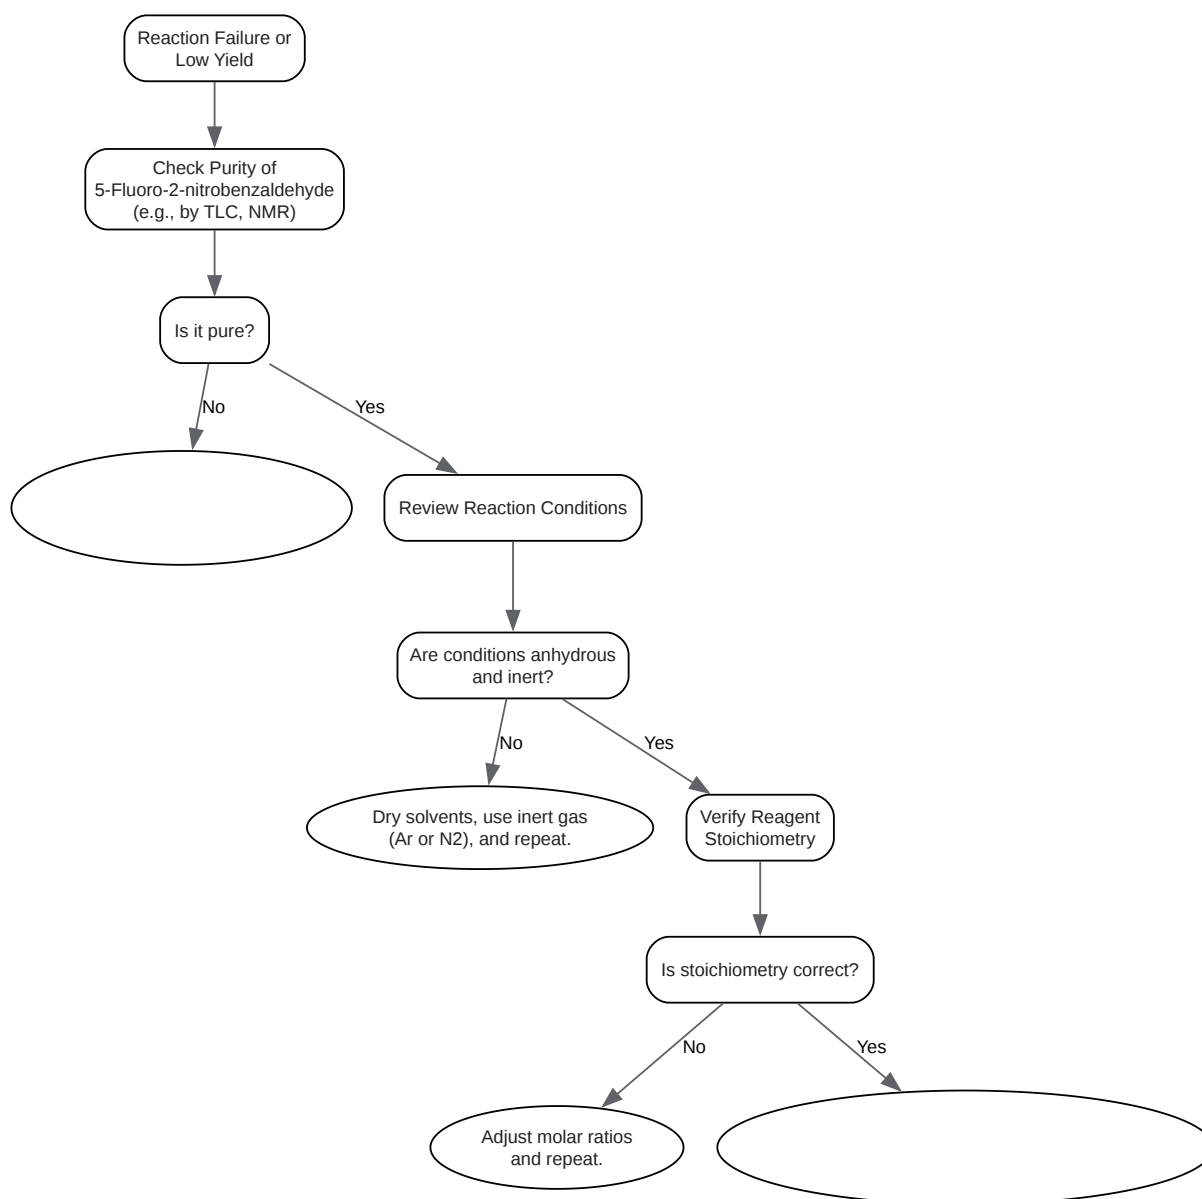 Reaction Failure or
Low Yield
Check Purity of
5-Fluoro-2-nitrobenzaldehyde
(e.g., by TLC, NMR)
Is it pure?
No
Yes
Review Reaction Conditions
Are conditions anhydrous
and inert?
No
Yes
Dry solvents, use inert gas
(Ar or N2), and repeat.
Verify Reagent
Stoichiometry
Is stoichiometry correct?
No
Yes
Adjust molar ratios
and repeat.